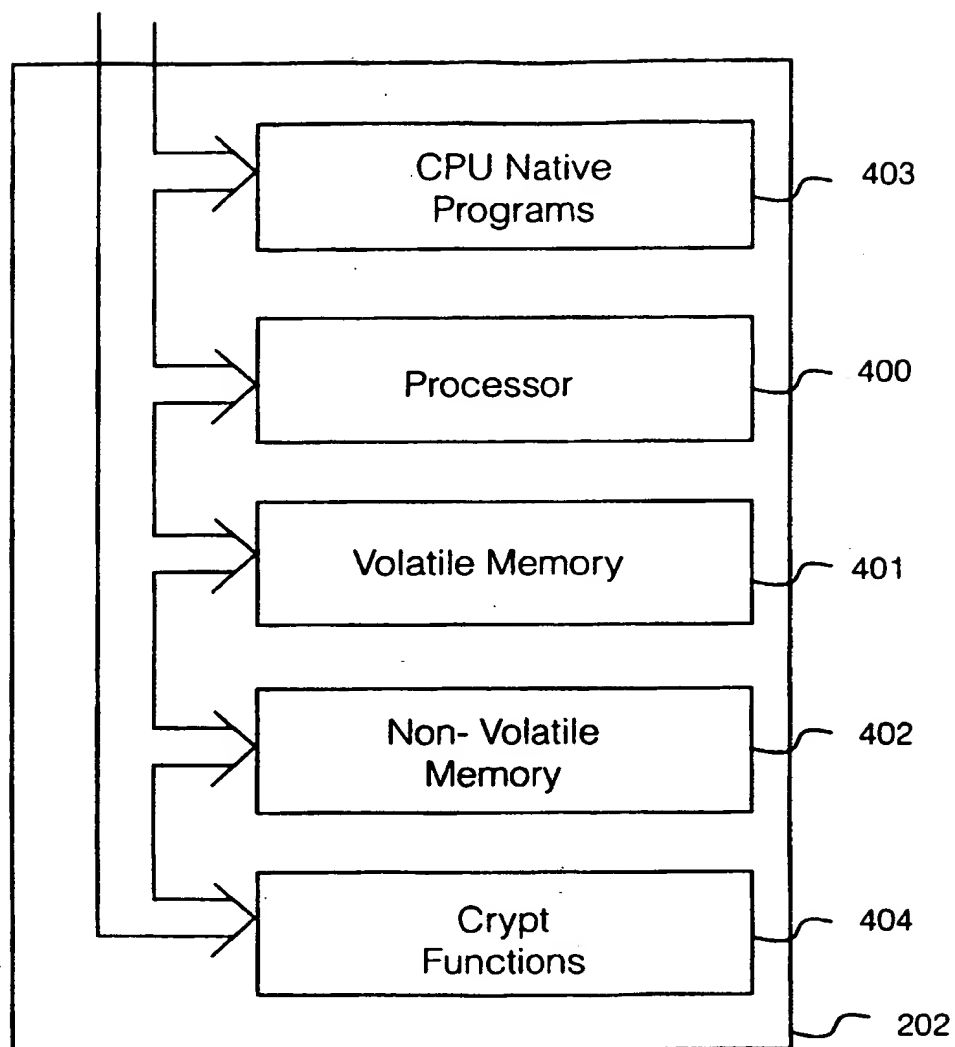 CPU Native
Programs
403
Processor
400
Volatile Memory
401
Non- Volatile
Memory
402
Crypt
Functions
404
202